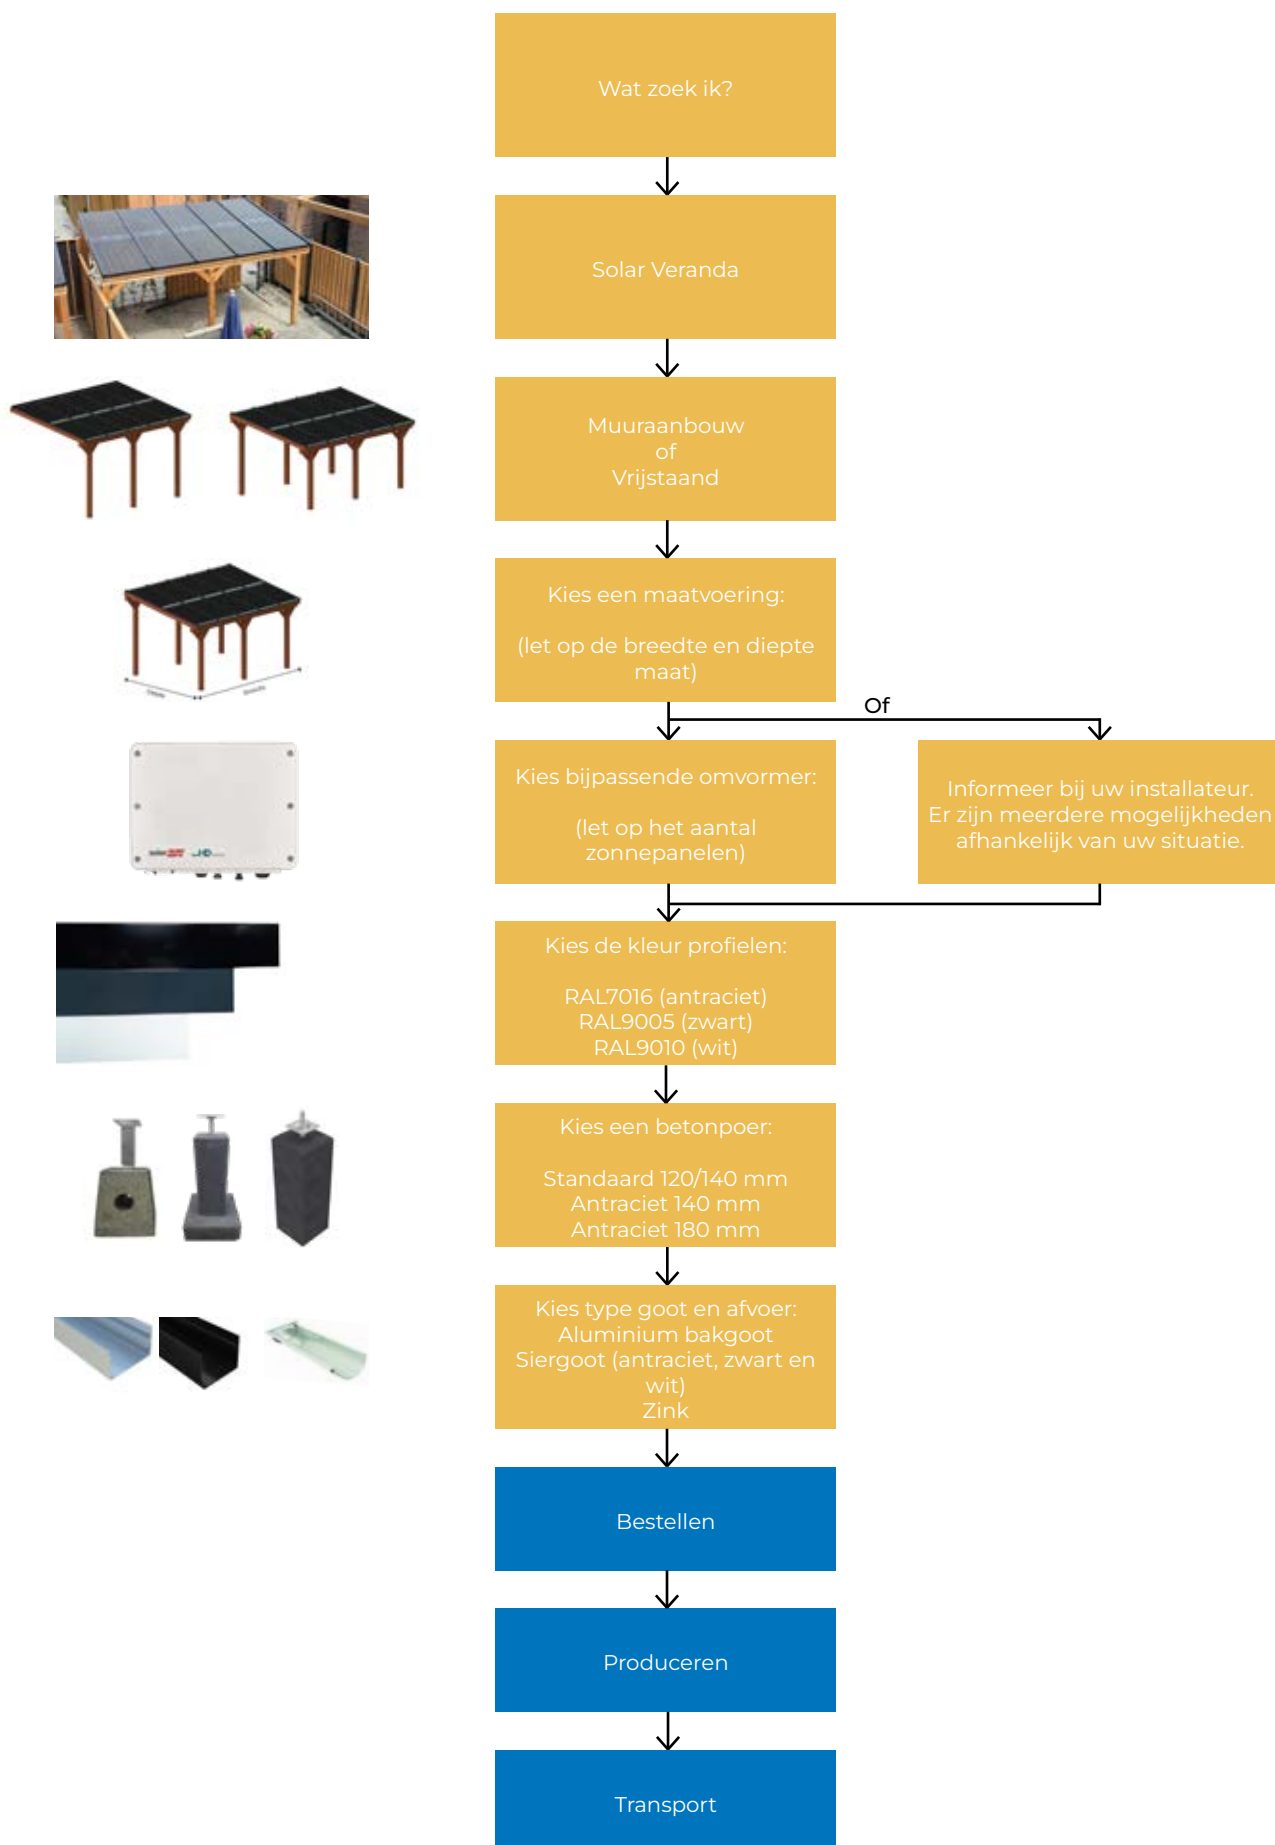 Wat zoek ik?
Solar Veranda
Muuraanbouw
of
Vrijstaand
Kies een maatvoering:
(let op de breedte en diepte
maat)
Of
Kies bijpassende omvormer:
(let op het aantal
zonnepanelen)
Informeer bij uw installateur.
Er zijn meerdere mogelijkheden
afhankelijk van uw situatie.
Kies de kleur profielen:
RAL7016 (antraciet)
RAL9005 (zwart)
RAL9010 (wit)
Kies een betonpoer:
Standaard 120/140 mm
Antraciet 140 mm
Antraciet 180 mm
Kies type goot en afvoer:
Aluminium bakgoot
Siergoot (antraciet, zwart en
wit)
Zink
Bestellen
Produceren
Transport